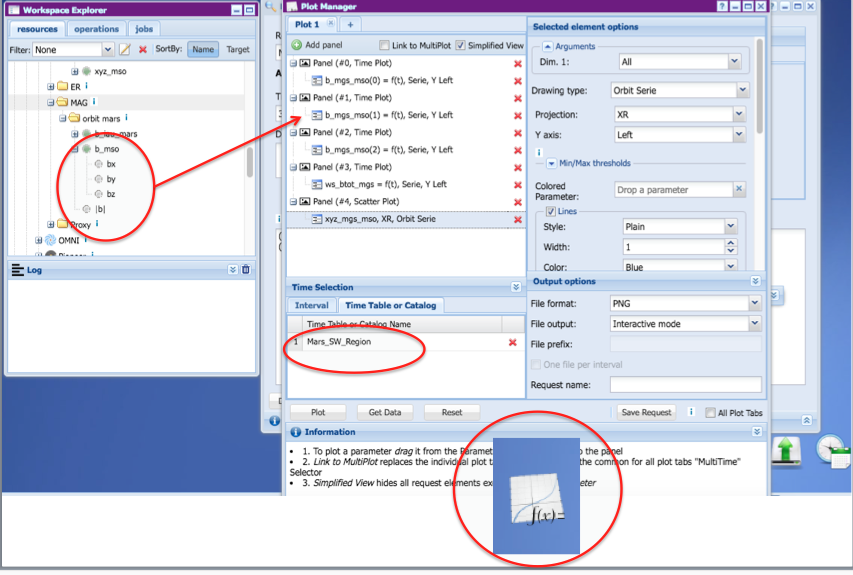 Workspace Explorer
resources
operations
jobs
Filter:
None
SortBy:
Name
Target
xyz_mso
ER i
MAG i
orbit mars i
b_iau_mars
b_mso
bx
by
bz
|b|
Proxy i
OMNI i
Log
Plot Manager
Plot 1
+
Add panel
Link to MultiPlot
Simplified View
Panel (#0, Time Plot)
b_mgs_mso(0) = f(t), Serie, Y Left
Panel (#1, Time Plot)
b_mgs_mso(1) = f(t), Serie, Y Left
Panel (#2, Time Plot)
b_mgs_mso(2) = f(t), Serie, Y Left
Panel (#3, Time Plot)
ws_btot_mgs = f(t), Serie, Y Left
Panel (#4, Scatter Plot)
xyz_mgs_mso, XR, Orbit Serie
Time Selection
Interval
Time Table or Catalog
Time Table or Catalog Name
1 Mars_SW_Region
Selected element options
Arguments
Dim. 1:
All
Drawing type:
Orbit Serie
Projection:
XR
Y axis:
Left
i
Min/Max thresholds
Colored
Parameter:
Drop a parameter
Lines
Style:
Plain
Width:
1
Color:
Blue
Output options
File format:
PNG
File output:
Interactive mode
File prefix:
One file per interval
Request name:
Plot
Get Data
Reset
Save Request
i
All Plot Tabs
Information
1. To plot a parameter drag it from the Paramet
o the panel
2. Link to MultiPlot replaces the individual plot t
the common for all plot tabs "MultiTime"
Selector
3. Simplified View hides all request elements ex
f(x)=